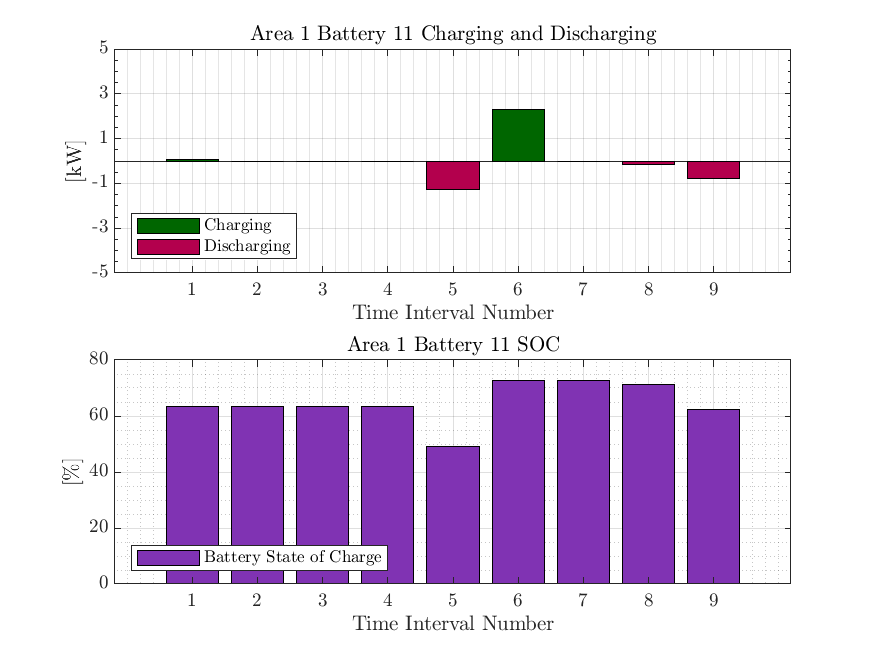 Area 1 Battery 11 Charging and Discharging
5
3
1
-1
-3
-5
[kW]
Charging
Discharging
1 2 3 4 5 6 7 8 9
Time Interval Number
Area 1 Battery 11 SOC
80
60
40
20
0
[%]
Battery State of Charge
1 2 3 4 5 6 7 8 9
Time Interval Number